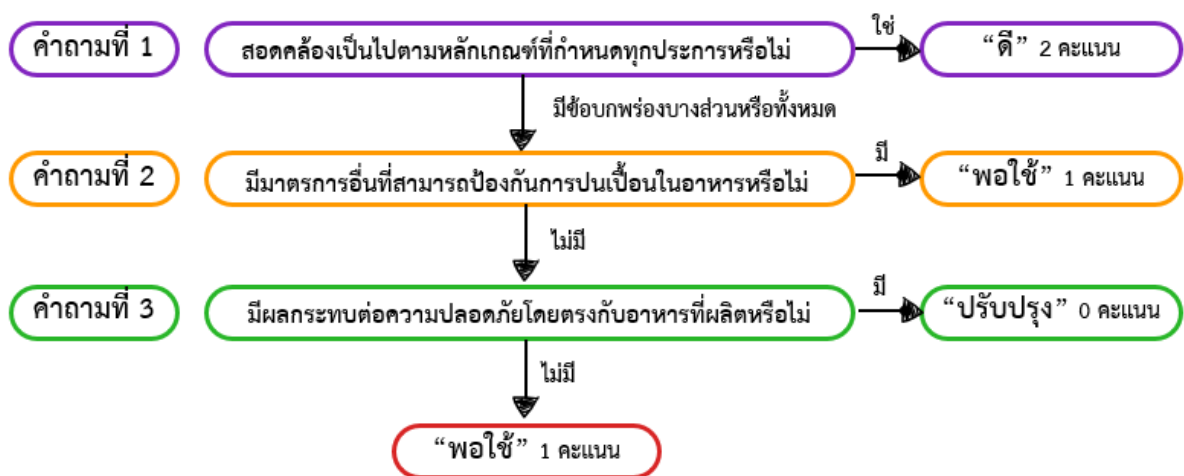 คำถามที่ 1
สอดคล้องเป็นไปตามหลักเกณฑ์ที่กำหนดทุกประการหรือไม่
ใช่
“ดี” 2 คะแนน
มีข้อบกพร่องบางส่วนหรือทั้งหมด
คำถามที่ 2
มีมาตรการอื่นที่สามารถป้องกันการปนเปื้อนในอาหารหรือไม่
มี
“พอใช้” 1 คะแนน
ไม่มี
คำถามที่ 3
มีผลกระทบต่อความปลอดภัยโดยตรงกับอาหารที่ผลิตหรือไม่
มี
“ปรับปรุง” 0 คะแนน
ไม่มี
“พอใช้” 1 คะแนน